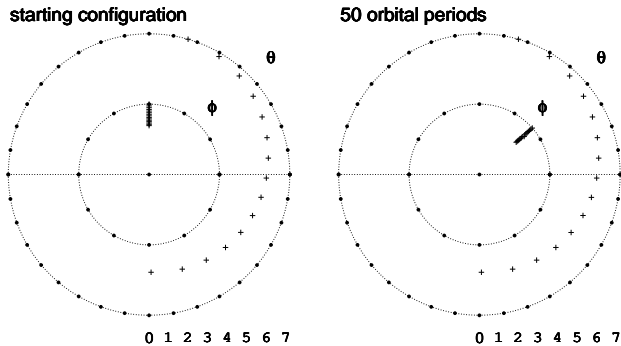 starting configuration
50 orbital periods
θ
θ
ϕ
ϕ
0 1 2 3 4 5 6 7
0 1 2 3 4 5 6 7